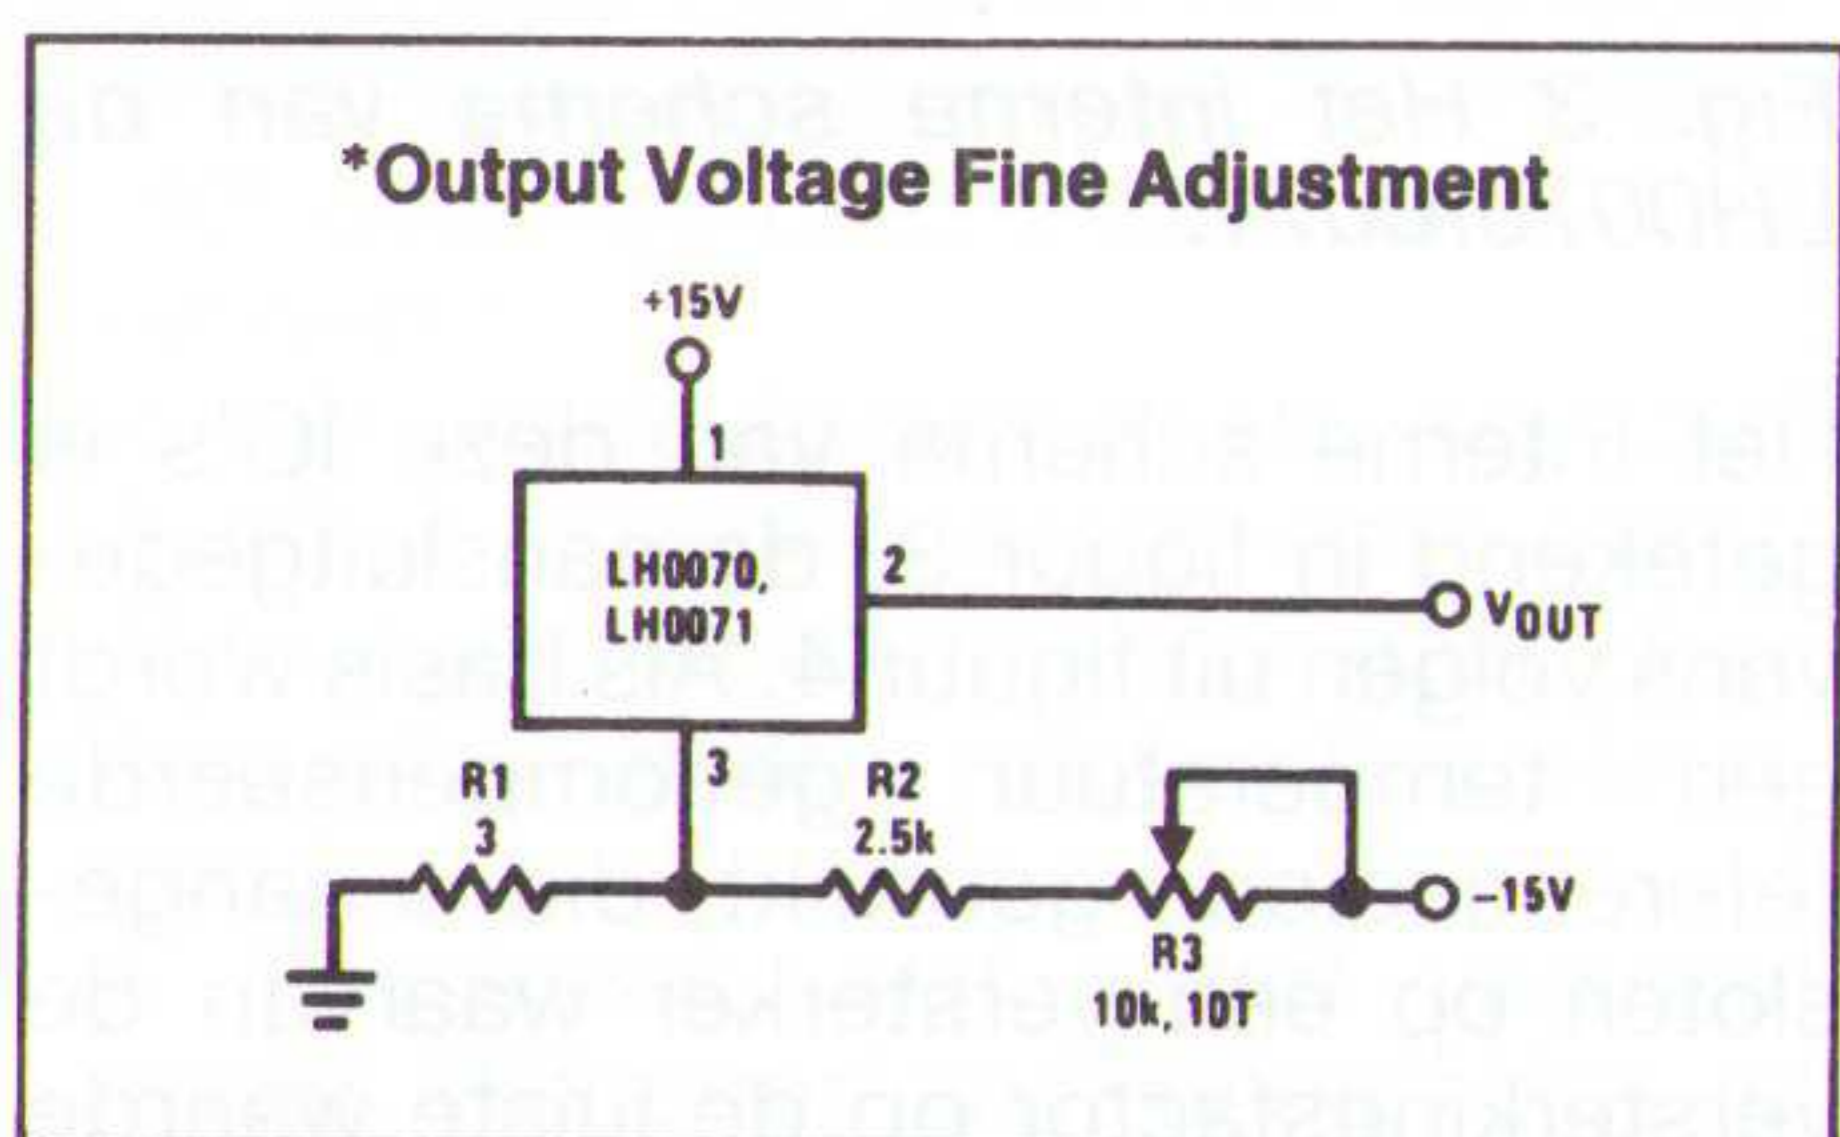 *Output Voltage Fine Adjustment
+15V
1
LH0070,
LH0071
2
VOUT
3
R1
3
R2
2.5k
-15V
R3
10k, 10T